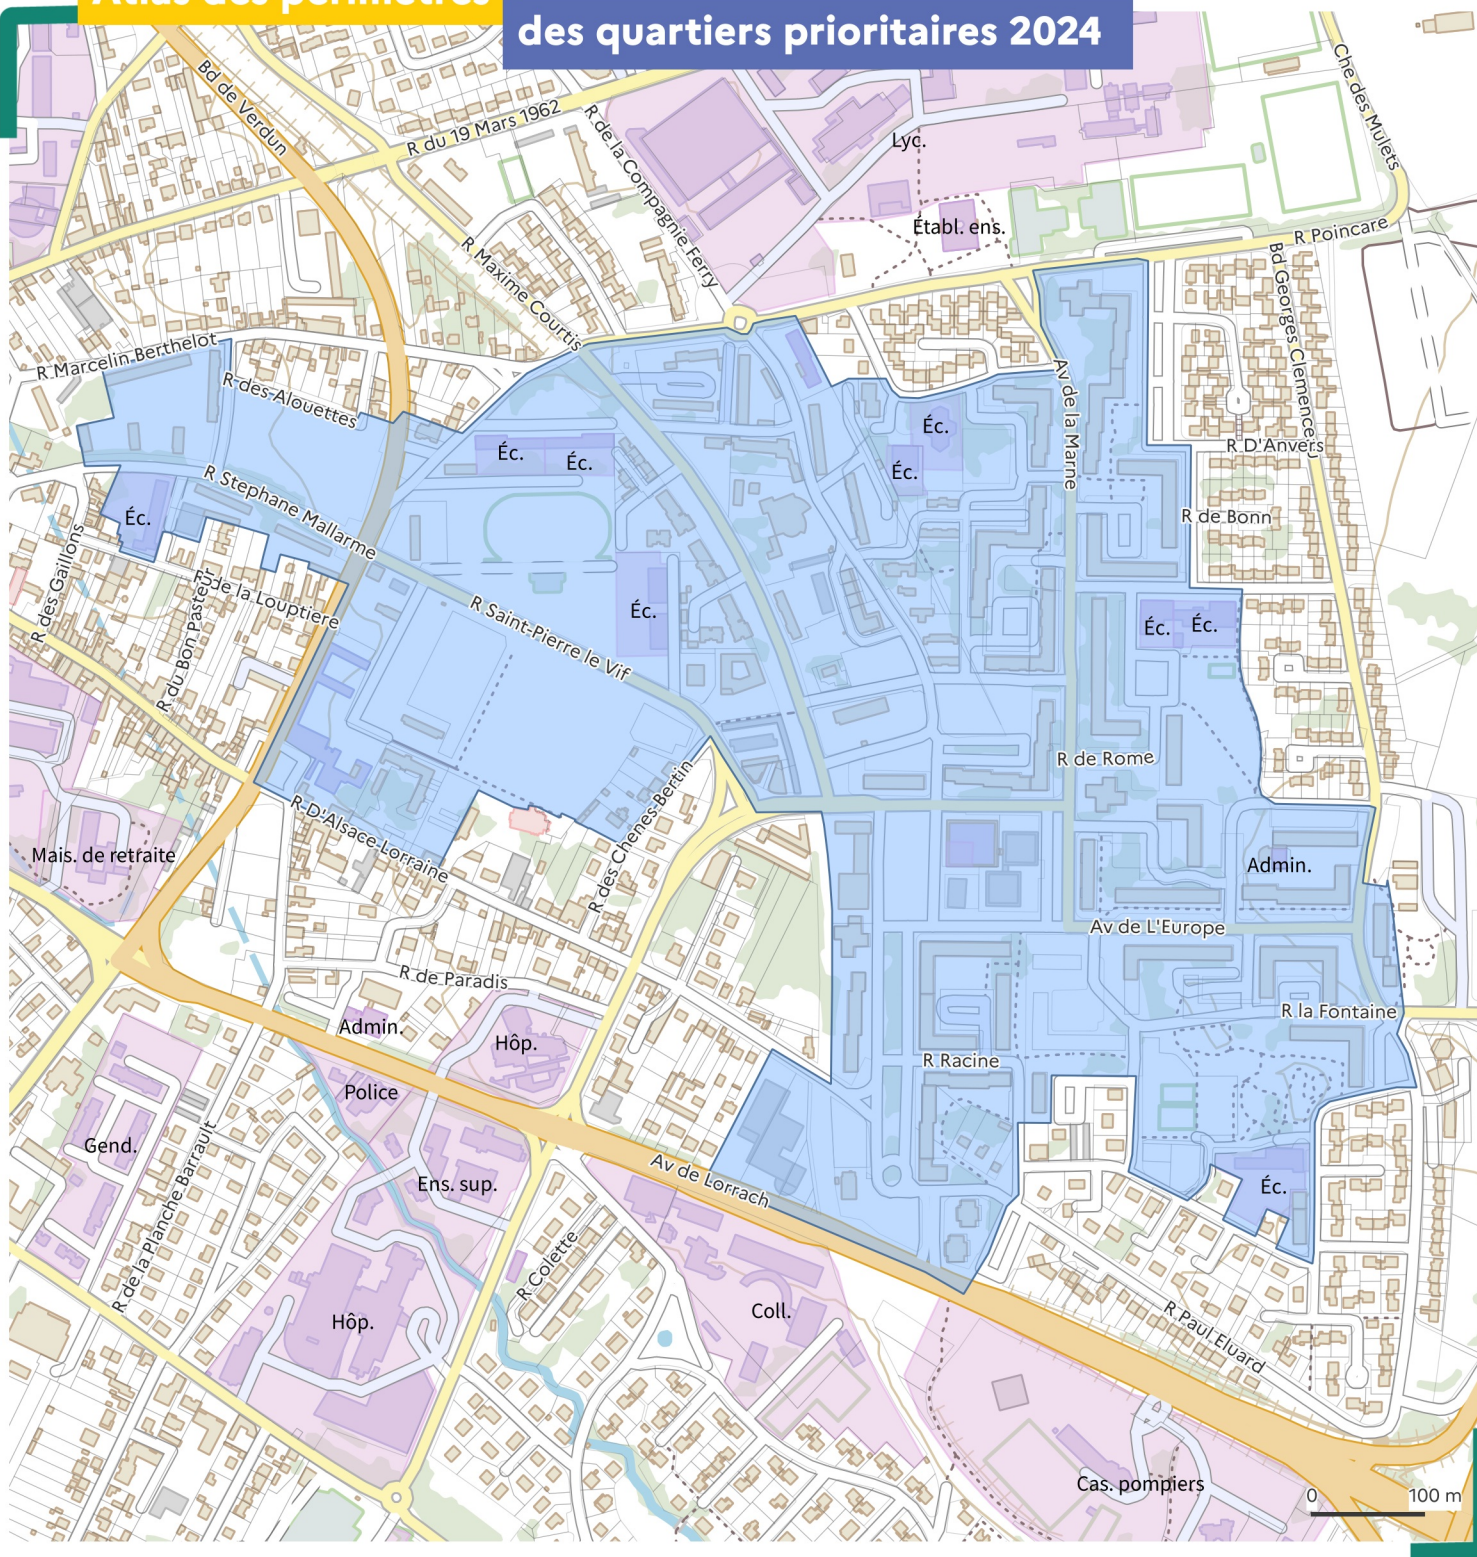 Atlas des périmètres
des quartiers prioritaires 2024
Bd de Verdun
R du 19 Mars 1962
R de la Compagnie Ferry
Lyc.
Che des Mulets
Établ. ens.
R Poincare
R Maxime Courtis
Bd Georges Clemenceau
R Marcelin Berthelot
R des Alouettes
Av de la Marne
Éc.
Éc.
Éc.
Éc.
R D'Anvers
R Stephane Mallarme
Éc.
R de Bonn
R des Gaillons
R de la Louptiere
R du Bon Pasteur
R Saint-Pierre le Vif
Éc.
Éc.
Éc.
R de Rome
R D'Alsace Lorraine
R des Chenes Bertin
Mais. de retraite
Admin.
Av de L'Europe
R de Paradis
R la Fontaine
Admin.
Hôp.
R Racine
Police
Gend.
R de la Planche Barrault
Ens. sup.
Av de Lorrach
Éc.
R Colette
Hôp.
Coll.
R Paul Eluard
Cas. pompiers
0 100 m